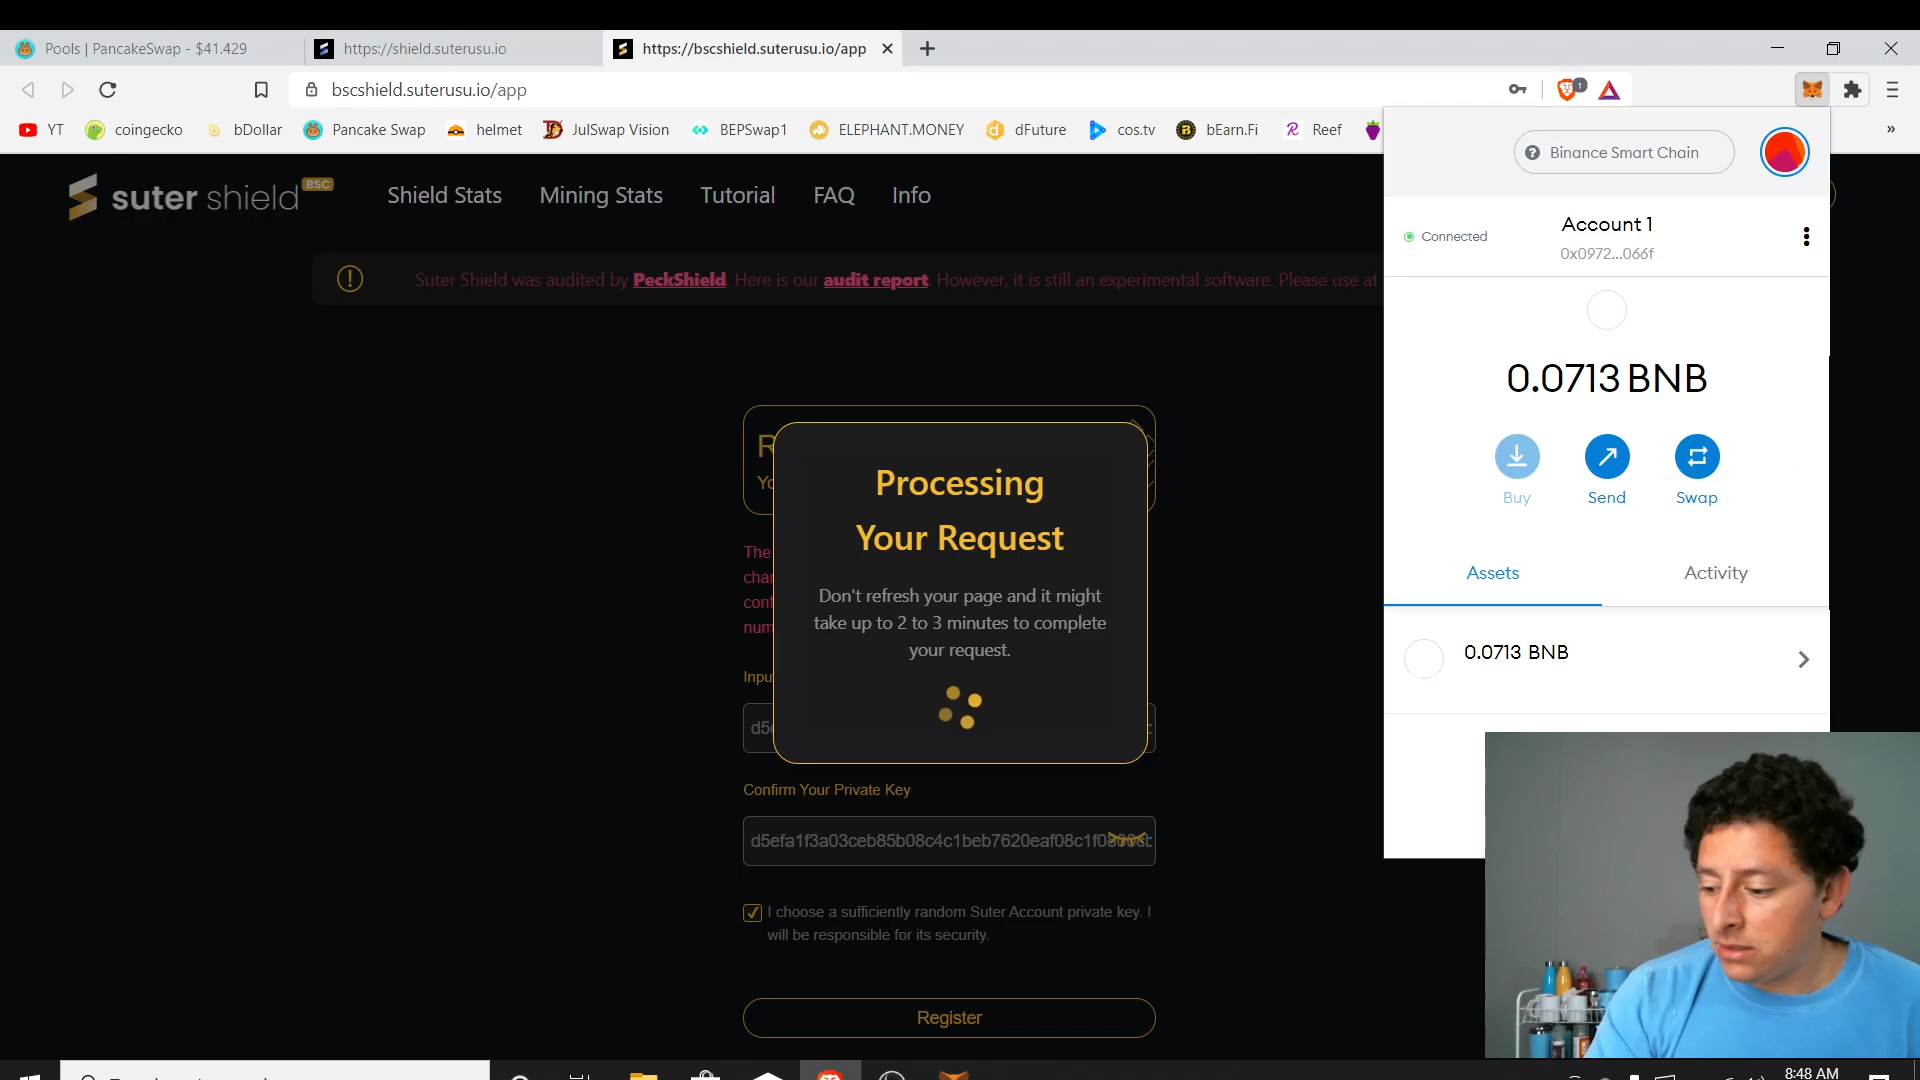 Pools | PancakeSwap - $41.429
https://shield.suterusu.io
https://bscshield.suterusu.io/app
bscshield.suterusu.io/app
1
YT
coingecko
bDollar
Pancake Swap
helmet
JulSwap Vision
BEPSwap1
ELEPHANT.MONEY
dFuture
cos.tv
bEarn.Fi
Reef
»
suter shield BSC
Shield Stats
Mining Stats
Tutorial
FAQ
Info
Suter Shield was audited by PeckShield. Here is our audit report. However, it is still an experimental software. Please use at
Processing
Your Request
Don't refresh your page and it might
take up to 2 to 3 minutes to complete
your request.
The
Confirm Your Private Key
I choose a sufficiently random Suter Account private key. I
will be responsible for its security.
Register
Binance Smart Chain
Connected
Account 1
0x0972...066f
0.0713 BNB
Buy
Send
Swap
Assets
Activity
0.0713 BNB
8:48 AM